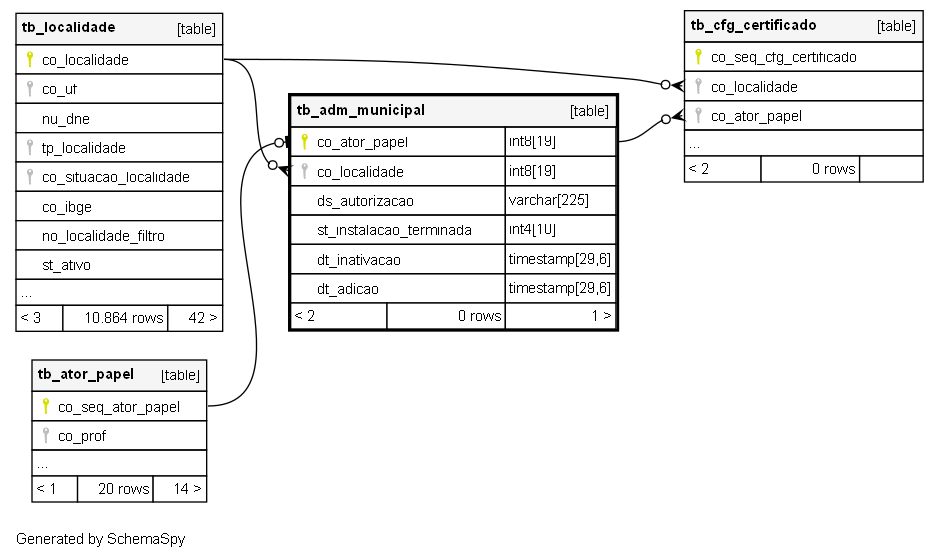 tb_localidade [table]
co_localidade
co_uf
nu_dne
tp_localidade
co_situacao_localidade
co_ibge
no_localidade_filtro
st_ativo
...
< 3 10.864 rows 42 >
tb_adm_municipal [table]
co_ator_papel int8[19]
co_localidade int8[19]
ds_autorizacao varchar[225]
st_instalacao_terminada int4[10]
dt_inativacao timestamp[29,6]
dt_adicao timestamp[29,6]
< 2 0 rows 1 >
tb_cfg_certificado [table]
co_seq_cfg_certificado
co_localidade
co_ator_papel
...
< 2 0 rows
tb_ator_papel [table]
co_seq_ator_papel
co_prof
...
< 1 20 rows 14 >
Generated by SchemaSpy